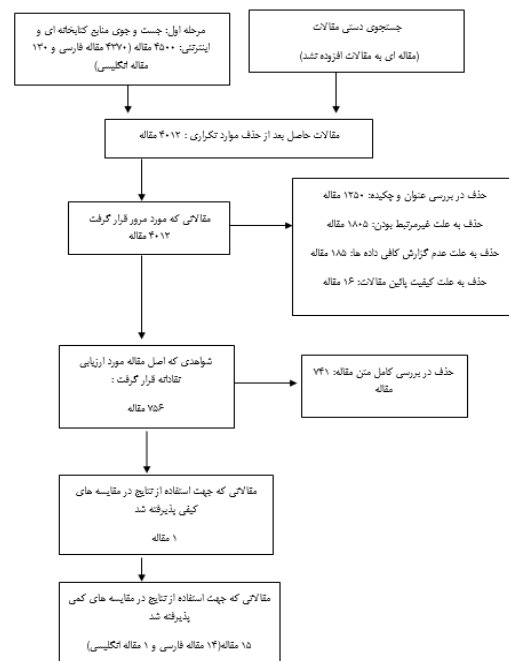 جستجوی دستی مقالات
(مقاله ای به مقالات افزوده نشد)
مرحله اول: جست و جوی منابع کتابخانه ای و
اینترنتی: ۴۵۰۰ مقاله (۴۳۷۰ مقاله فارسی و ۱۳۰
مقاله انگلیسی)
مقالات حاصل بعد از حذف موارد تکراری : ۴۰۱۲ مقاله
مقالاتی که مورد مرور قرار گرفت
۴۰۱۲ مقاله
حذف در بررسی عنوان و چکیده: ۱۲۵۰ مقاله
حذف به علت غیرمرتبط بودن: ۱۸۰۵ مقاله
حذف به علت عدم گزارش کافی داده ها: ۱۸۵ مقاله
حذف به علت کیفیت پائین مقالات: ۱۶ مقاله
شواهدی که اصل مقاله مورد ارزیابی
نقادانه قرار گرفت :
۷۵۶ مقاله
حذف در بررسی کامل متن مقاله: ۷۴۱
مقاله
مقالاتی که جهت استفاده از نتایج در مقایسه های
کیفی پذیرفته شد
۱ مقاله
مقالاتی که جهت استفاده از نتایج در مقایسه های کمی
پذیرفته شد
۱۵ مقاله(۱۴ مقاله فارسی و ۱ مقاله انگلیسی)